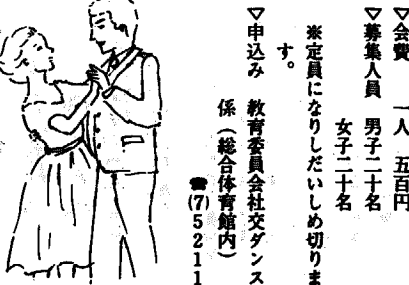 ▽会費　一人　五百円
▽募集人員　男子二十名
女子二十名
※定員になりしだいしめ切りま
す。
▽申込み　教育委員会社交ダンス
係（総合体育館内）
☎(7)5211